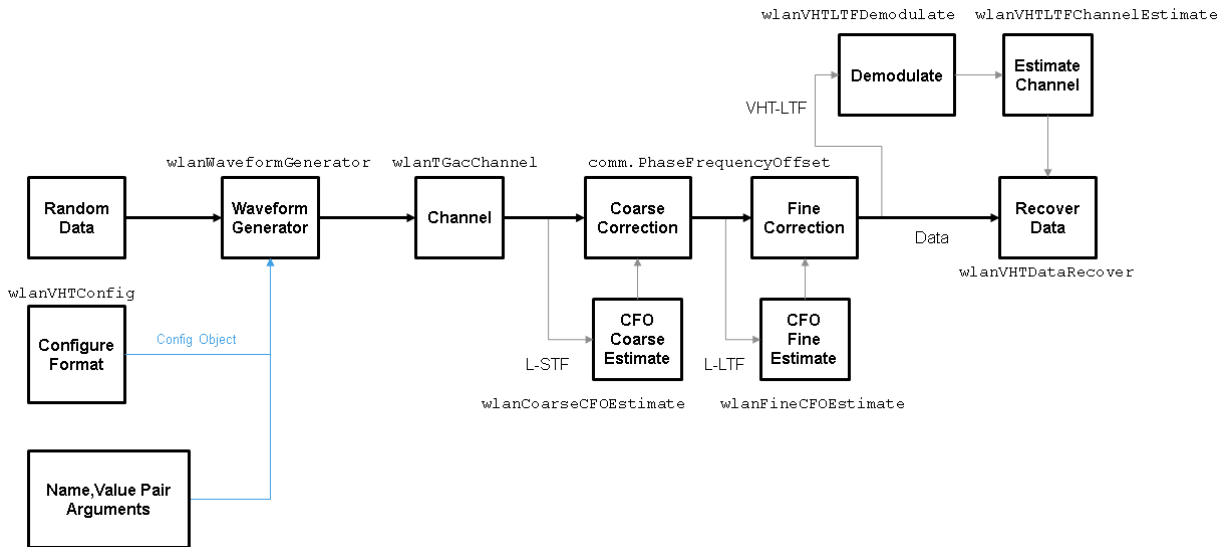 wlanVHTLTFDemodulate
wlanVHTLTFChannelEstimate
Demodulate
Estimate
Channel
VHT-LTF
wlanWaveformGenerator
wlanTGacChannel
comm.PhaseFrequencyOffset
Random
Data
Waveform
Generator
Channel
Coarse
Correction
Fine
Correction
Data
Recover
Data
wlanVHTDataRecover
wlanVHTConfig
Configure
Format
Config Object
L-STF
CFO
Coarse
Estimate
L-LTF
CFO
Fine
Estimate
wlanCoarseCFOEstimate
wlanFineCFOEstimate
Name,Value Pair
Arguments